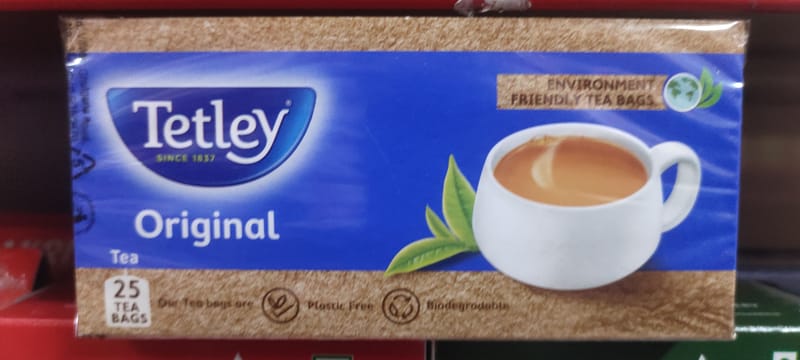 Tetley
SINCE 1837
Original
Tea
25
TEA
BAGS
ENVIRONMENT
FRIENDLY TEA BAGS
Our Tea bags are Plastic Free Biodegradable